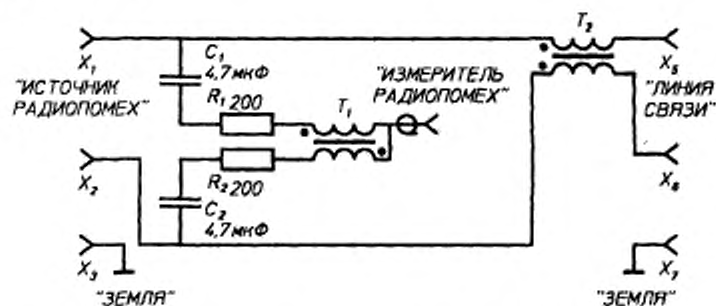 T₂
X₁
C₁
4,7мкФ
"ИСТОЧНИК
РАДИОПОМЕХ"
R₁ 200
T₁
"ИЗМЕРИТЕЛЬ
РАДИОПОМЕХ"
X₅
"ЛИНИЯ
СВЯЗИ"
X₂
R₂ 200
C₂
4,7мкФ
X₆
X₃
"ЗЕМЛЯ"
X₇
"ЗЕМЛЯ"